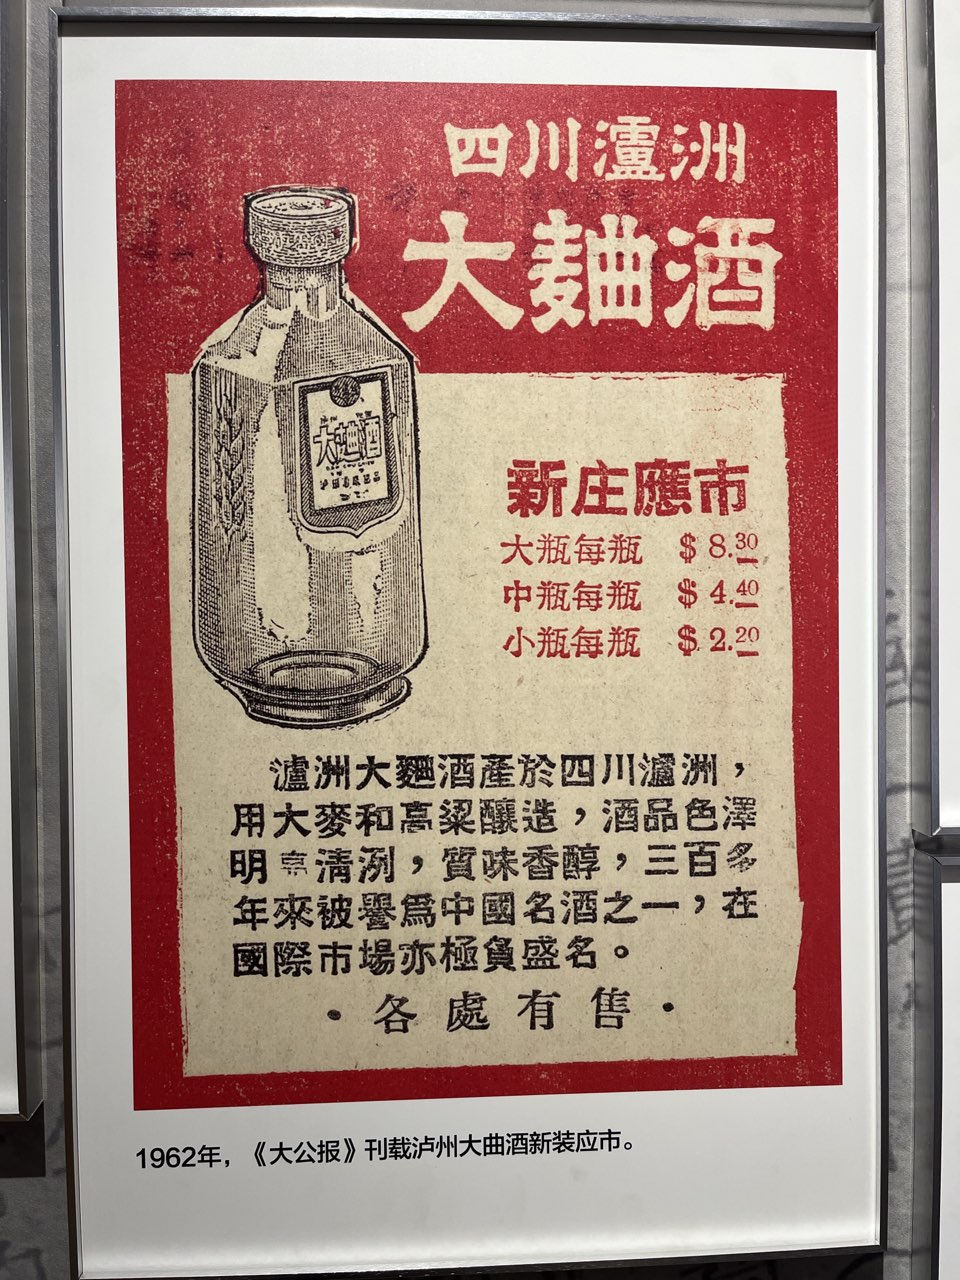 四川瀘洲
大麯酒
大麯酒
新庄應市
大瓶每瓶 $8.30
中瓶每瓶 $4.40
小瓶每瓶 $2.20
瀘洲大麯酒產於四川瀘洲，
用大麥和高粱釀造，酒品色澤
明亮清洌，質味香醇，三百多
年來被譽為中國名酒之一，在
國際市場亦極負盛名。
·各處有售·
1962年，《大公报》刊载泸州大曲酒新装应市。